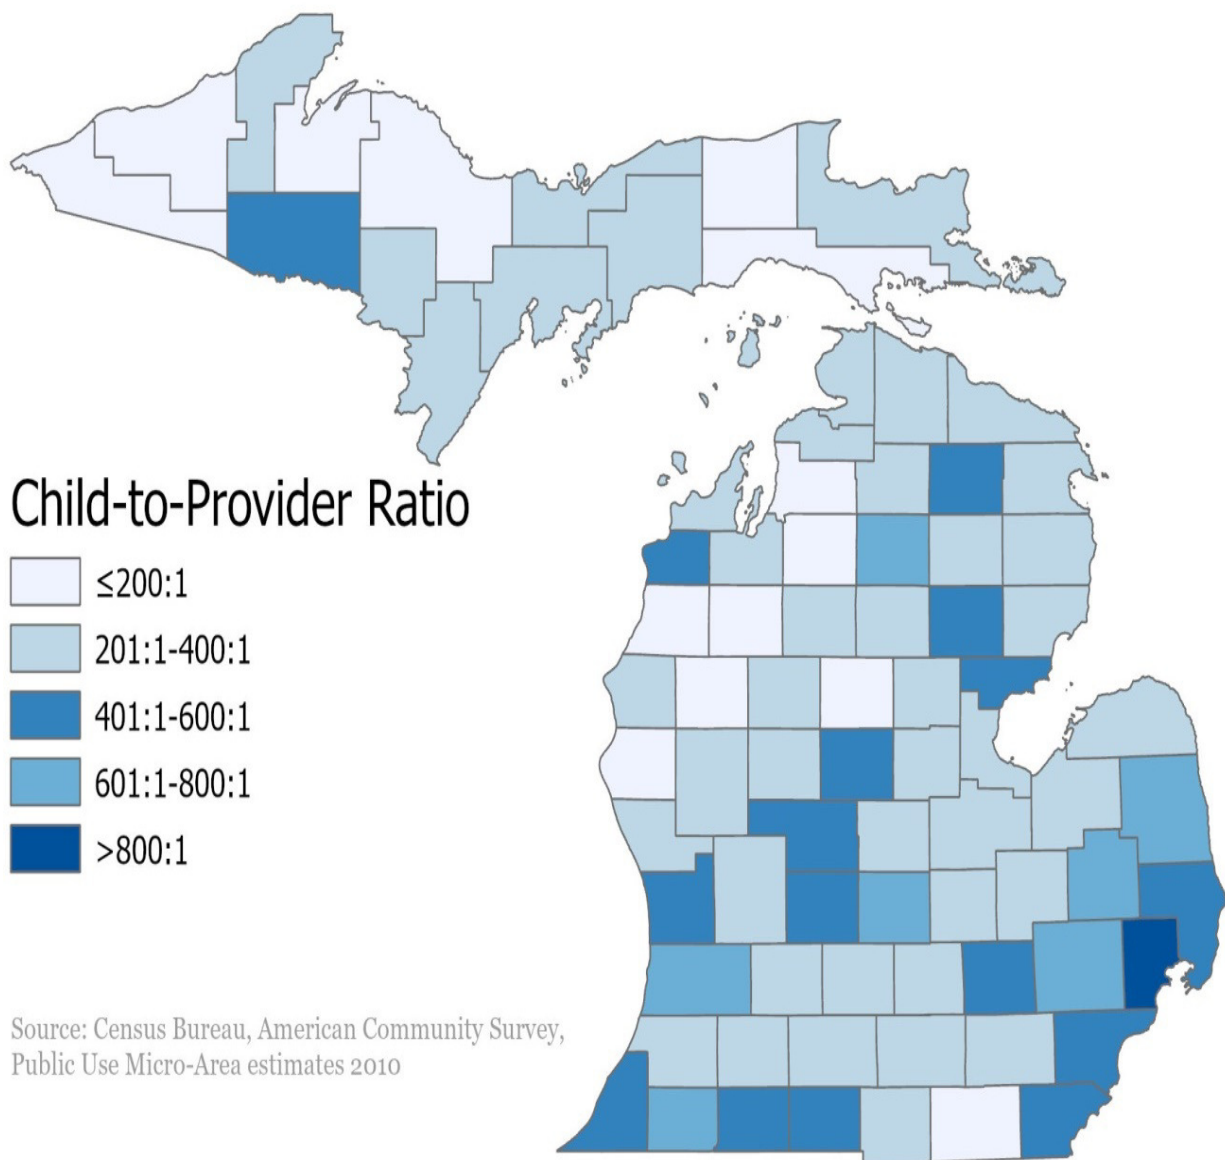 Child-to-Provider Ratio
≤200:1
201:1-400:1
401:1-600:1
601:1-800:1
>800:1
Source: Census Bureau, American Community Survey,
Public Use Micro-Area estimates 2010